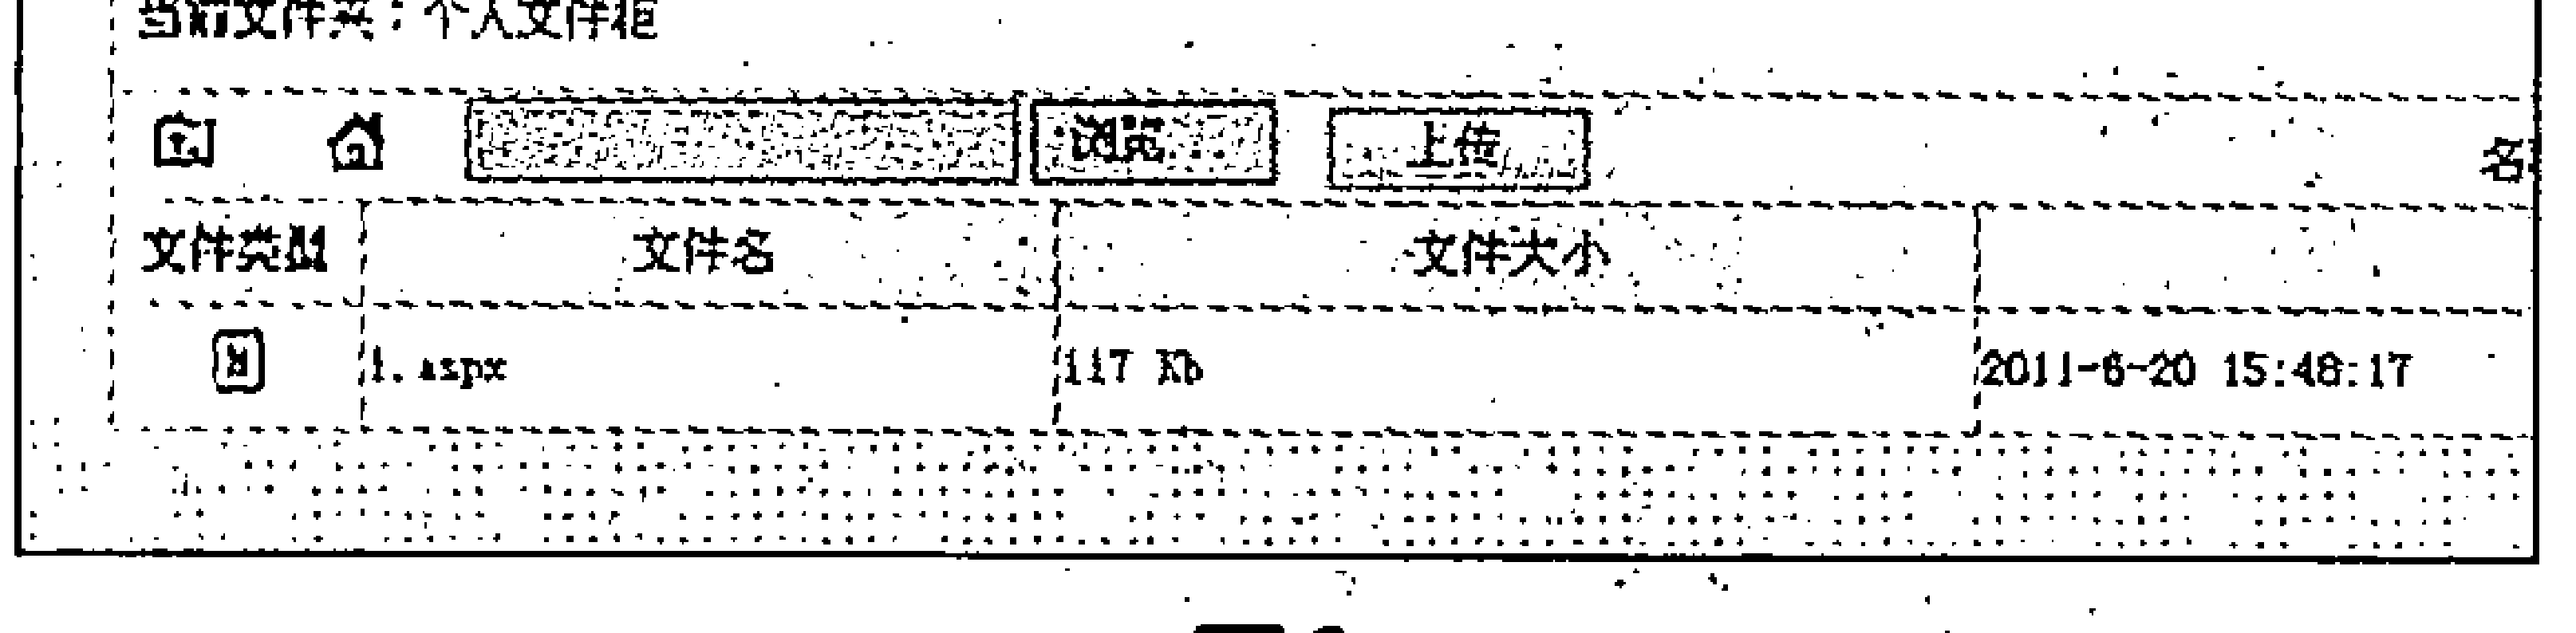 当前文件夹：个人文件柜
浏览 上传 名
文件类型 文件名 文件大小
1.aspx 117 Kb 2011-6-20 15:48:17